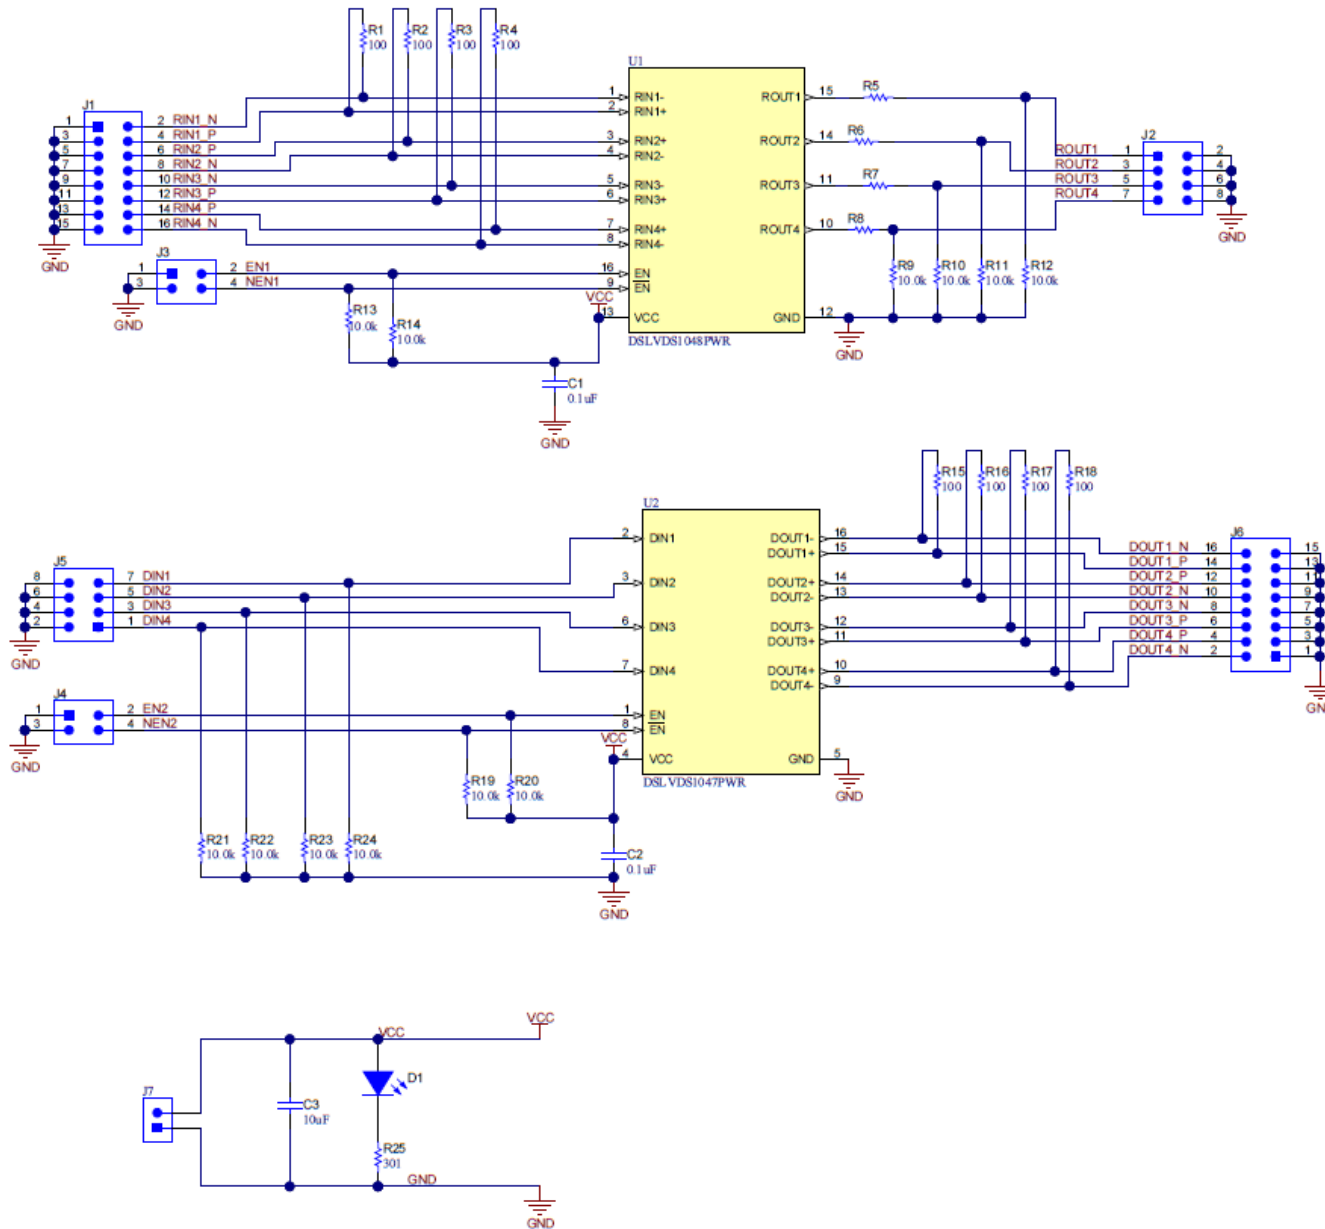 R1
100
R2
100
R3
100
R4
100
U1
J1
1
3
5
7
9
11
13
15
2 RIN1_N
4 RIN1_P
6 RIN2_P
8 RIN2_N
10 RIN3_N
12 RIN3_P
14 RIN4_P
16 RIN4_N
GND
1 RIN1-
2 RIN1+
3 RIN2+
4 RIN2-
5 RIN3-
6 RIN3+
7 RIN4+
8 RIN4-
16 EN
9 EN
VCC
13 VCC
ROUT1 15
ROUT2 14
ROUT3 11
ROUT4 10
GND 12
DSLVDS1048PWR
R5
R6
R7
R8
R9
10.0k
R10
10.0k
R11
10.0k
R12
10.0k
GND
J2
ROUT1 1
ROUT2 3
ROUT3 5
ROUT4 7
2
4
6
8
GND
J3
1
3
2 EN1
4 NEN1
GND
R13
10.0k
R14
10.0k
C1
0.1uF
GND
R15
100
R16
100
R17
100
R18
100
U2
J5
8
6
4
2
7 DIN1
5 DIN2
3 DIN3
1 DIN4
GND
2 DIN1
3 DIN2
6 DIN3
7 DIN4
1 EN
8 EN
VCC
4 VCC
DOUT1- 16
DOUT1+ 15
DOUT2+ 14
DOUT2- 13
DOUT3- 12
DOUT3+ 11
DOUT4+ 10
DOUT4- 9
GND 5
DSLVDS1047PWR
GND
J6
DOUT1_N 16
DOUT1_P 14
DOUT2_P 12
DOUT2_N 10
DOUT3_N 8
DOUT3_P 6
DOUT4_P 4
DOUT4_N 2
15
13
11
9
7
5
3
1
J4
1
3
2 EN2
4 NEN2
GND
R19
10.0k
R20
10.0k
R21
10.0k
R22
10.0k
R23
10.0k
R24
10.0k
C2
0.1uF
GND
VCC
VCC
J7
C3
10uF
D1
R25
301
GND
GND